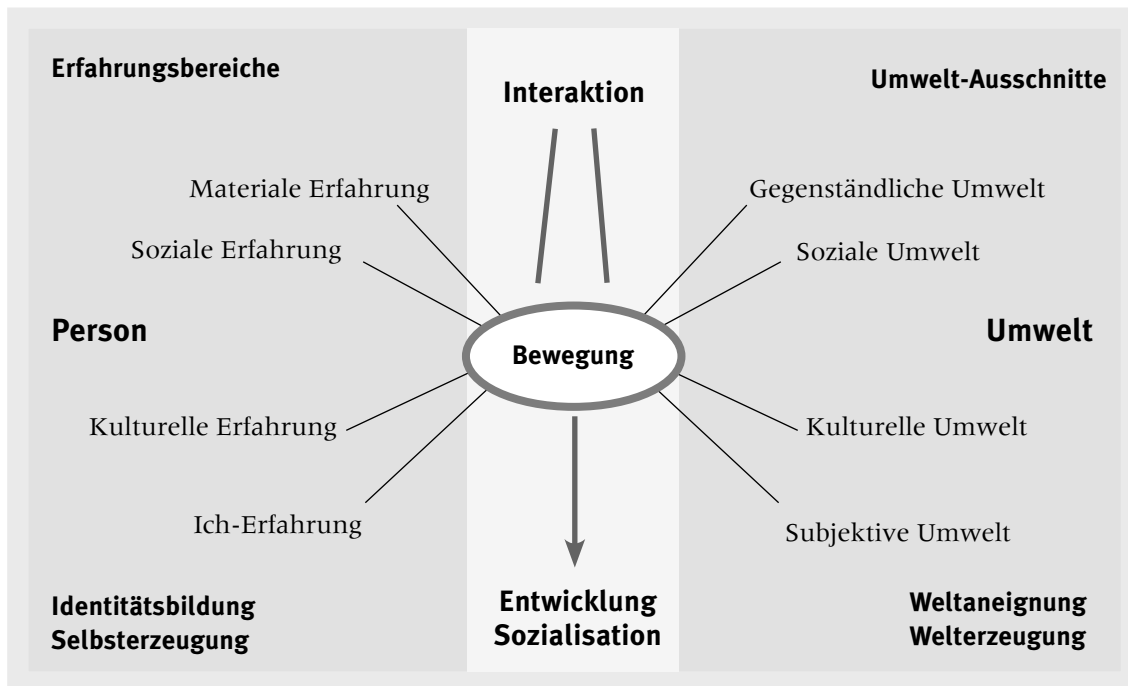 Erfahrungsbereiche
Interaktion
Umwelt-Ausschnitte
Materiale Erfahrung
Gegenständliche Umwelt
Soziale Erfahrung
Soziale Umwelt
Person
Bewegung
Umwelt
Kulturelle Erfahrung
Kulturelle Umwelt
Ich-Erfahrung
Subjektive Umwelt
Identitätsbildung
Selbsterzeugung
Entwicklung
Sozialisation
Weltaneignung
Welterzeugung